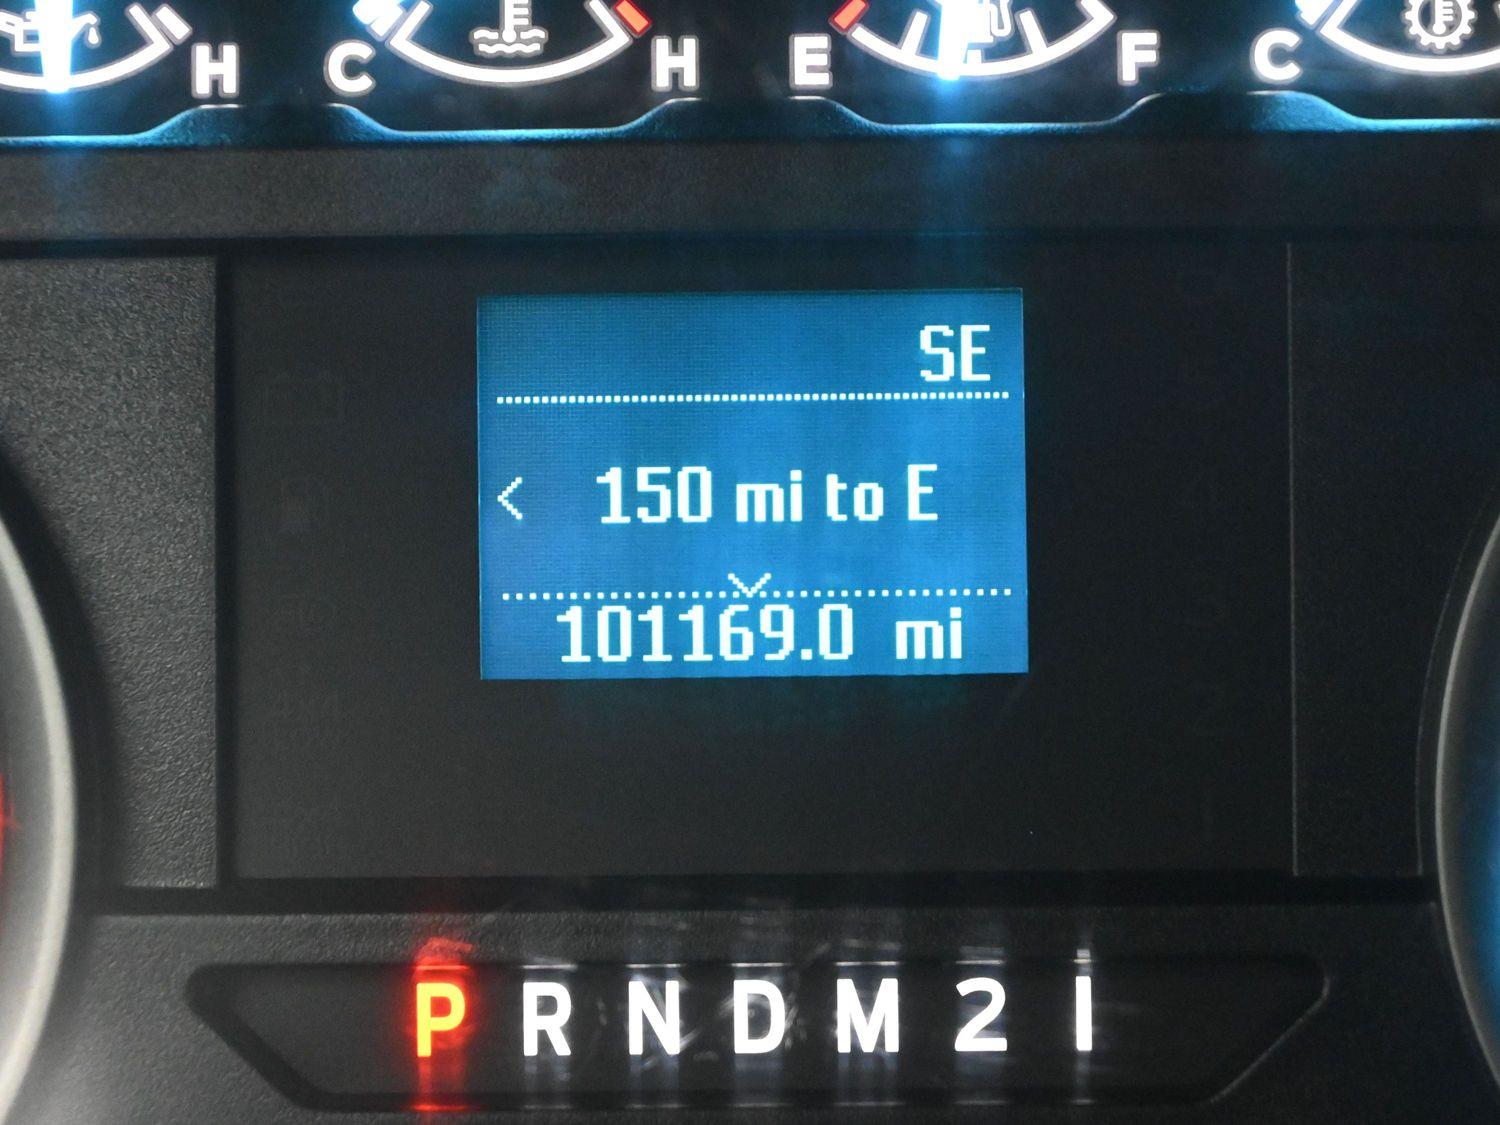 H C H E F C
SE
< 150 mi to E
101169.0 mi
P R N D M 2 1